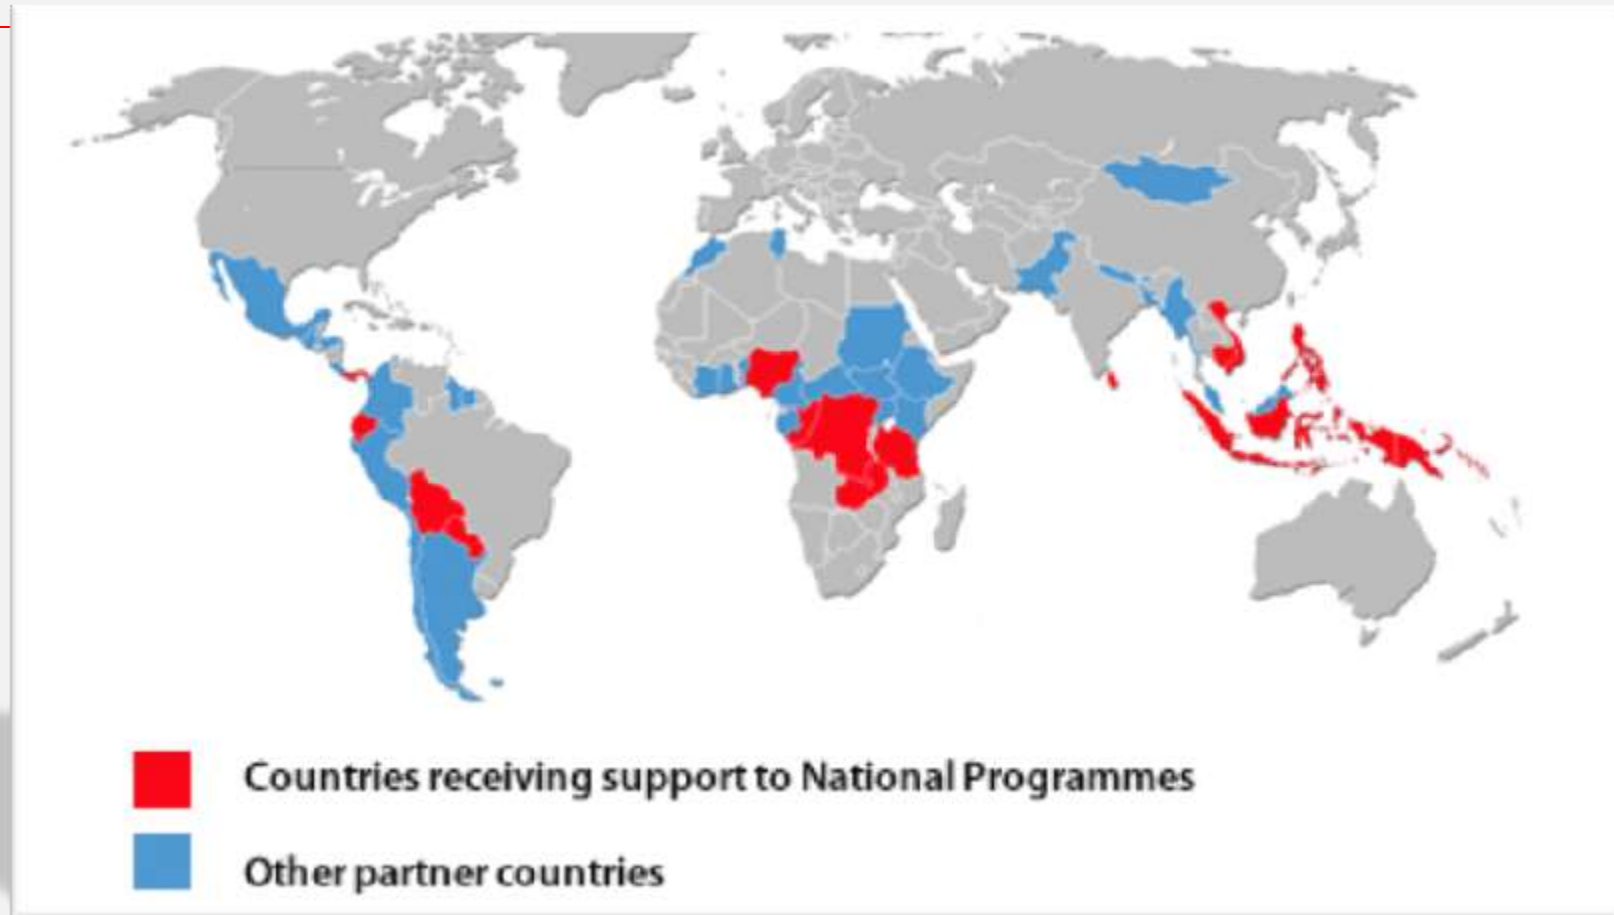 Countries receiving support to National Programmes
Other partner countries